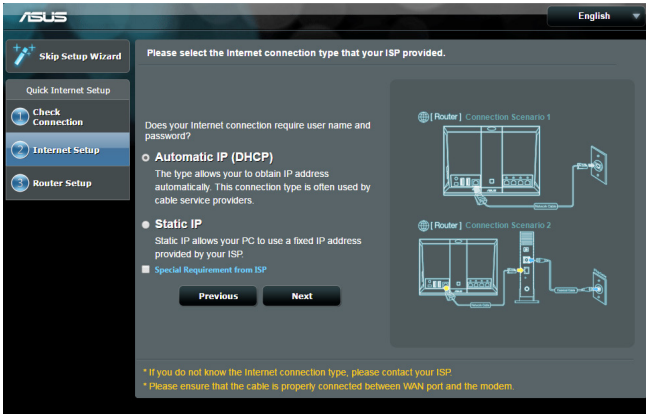 ASUS
English
Skip Setup Wizard
Please select the Internet connection type that your ISP provided.
Quick Internet Setup
1 Check
Connection
2 Internet Setup
3 Router Setup
Does your Internet connection require user name and
password?
Automatic IP (DHCP)
The type allows your to obtain IP address
automatically. This connection type is often used by
cable service providers.
Static IP
Static IP allows your PC to use a fixed IP address
provided by your ISP.
Special Requirement from ISP
Previous
Next
[ Router ] Connection Scenario 1
[ Router ] Connection Scenario 2
* If you do not know the Internet connection type, please contact your ISP.
* Please ensure that the cable is properly connected between WAN port and the modem.